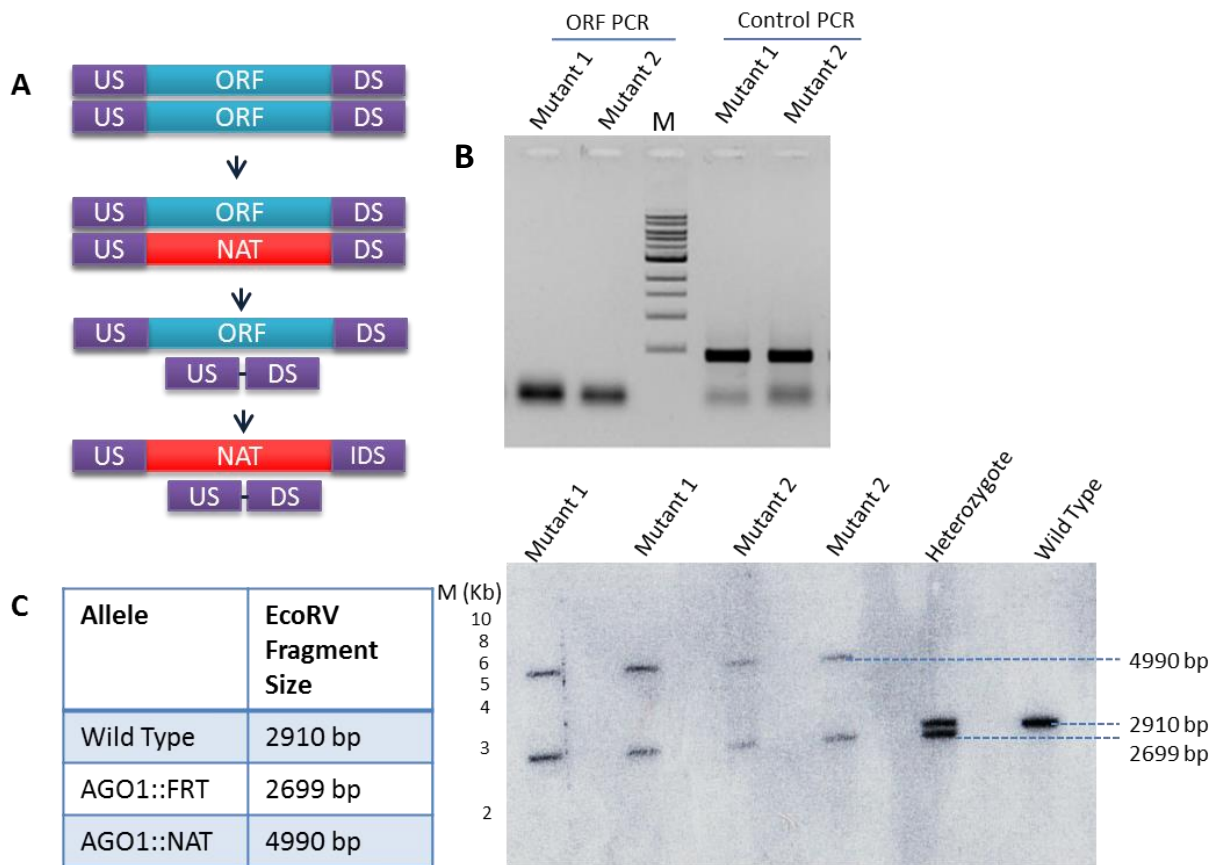 A
US ORF DS
US ORF DS
US ORF DS
US NAT DS
US ORF DS
US DS
US NAT IDS
US DS
B
ORF PCR
Control PCR
Mutant 1
Mutant 2
M
Mutant 1
Mutant 2
C
Allele EcoRV Fragment Size
Wild Type 2910 bp
AGO1::FRT 2699 bp
AGO1::NAT 4990 bp
Mutant 1
Mutant 1
Mutant 2
Mutant 2
Heterozygote
Wild Type
M (Kb)
10
8
6
5
4
3
2
4990 bp
2910 bp
2699 bp